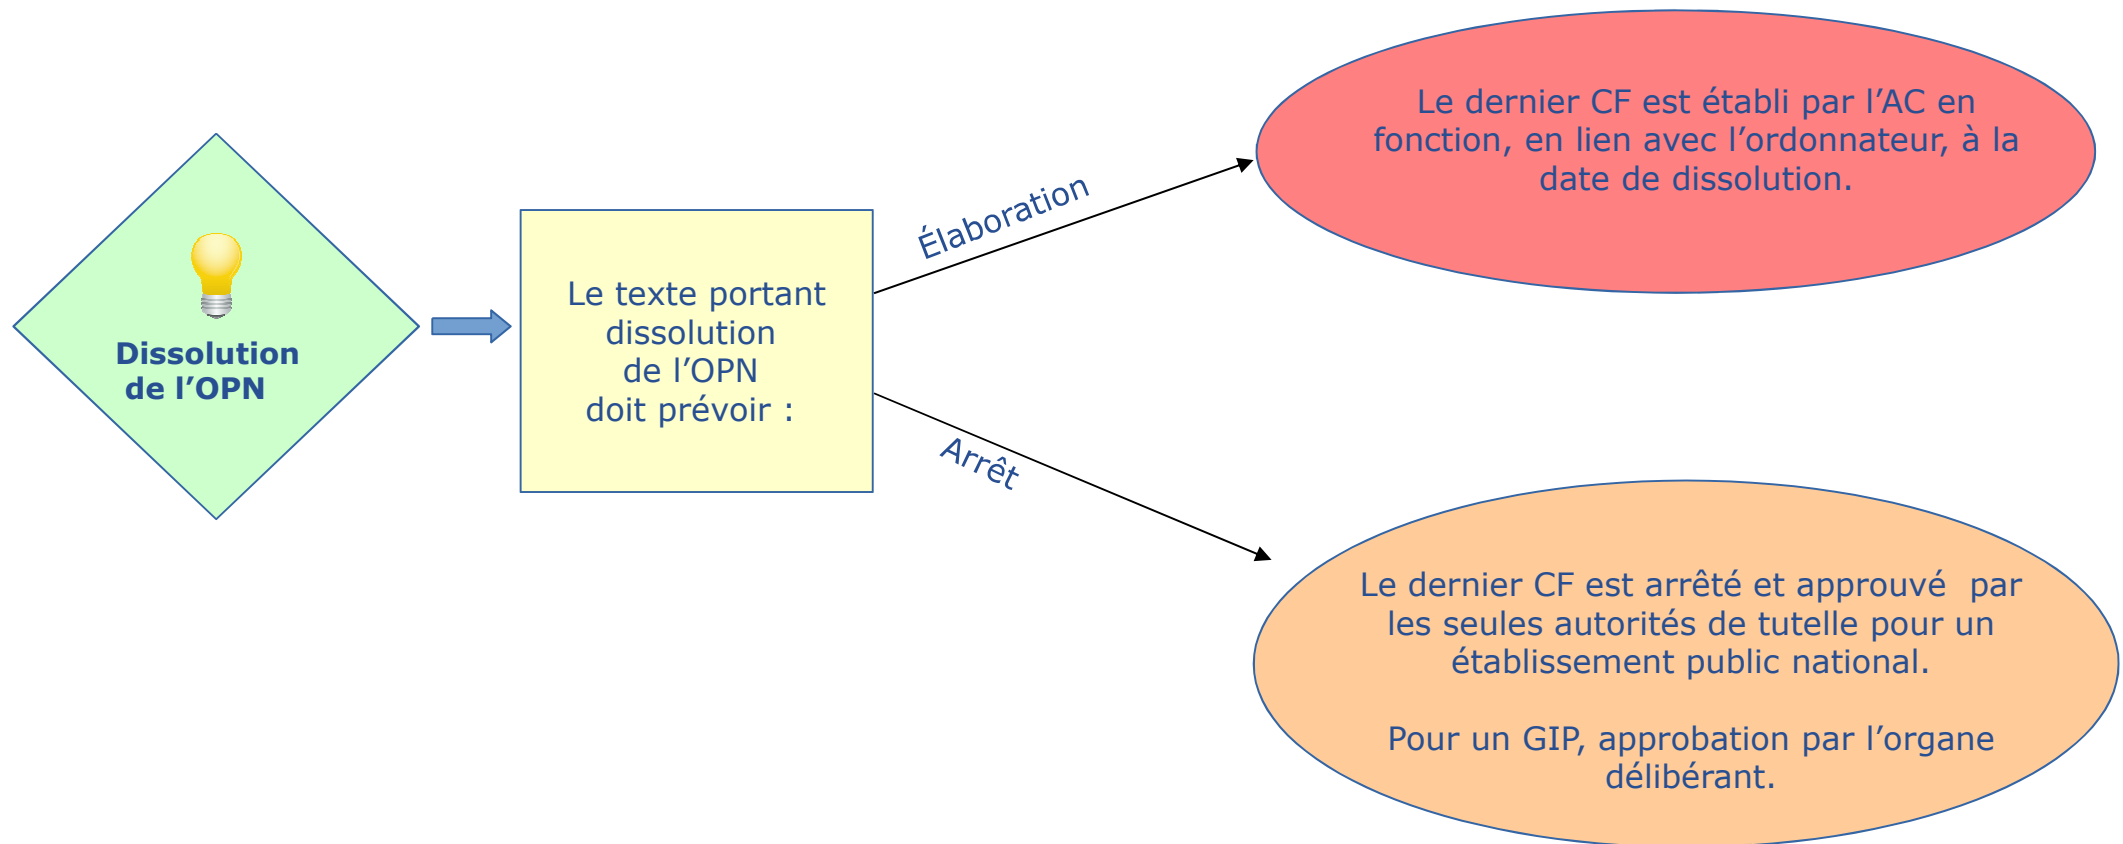 Dissolution
de l’OPN
Le texte portant
dissolution
de l’OPN
doit prévoir :
Élaboration
Le dernier CF est établi par l’AC en
fonction, en lien avec l’ordonnateur, à la
date de dissolution.
Arrêt
Le dernier CF est arrêté et approuvé  par
les seules autorités de tutelle pour un
établissement public national.
Pour un GIP, approbation par l’organe
délibérant.